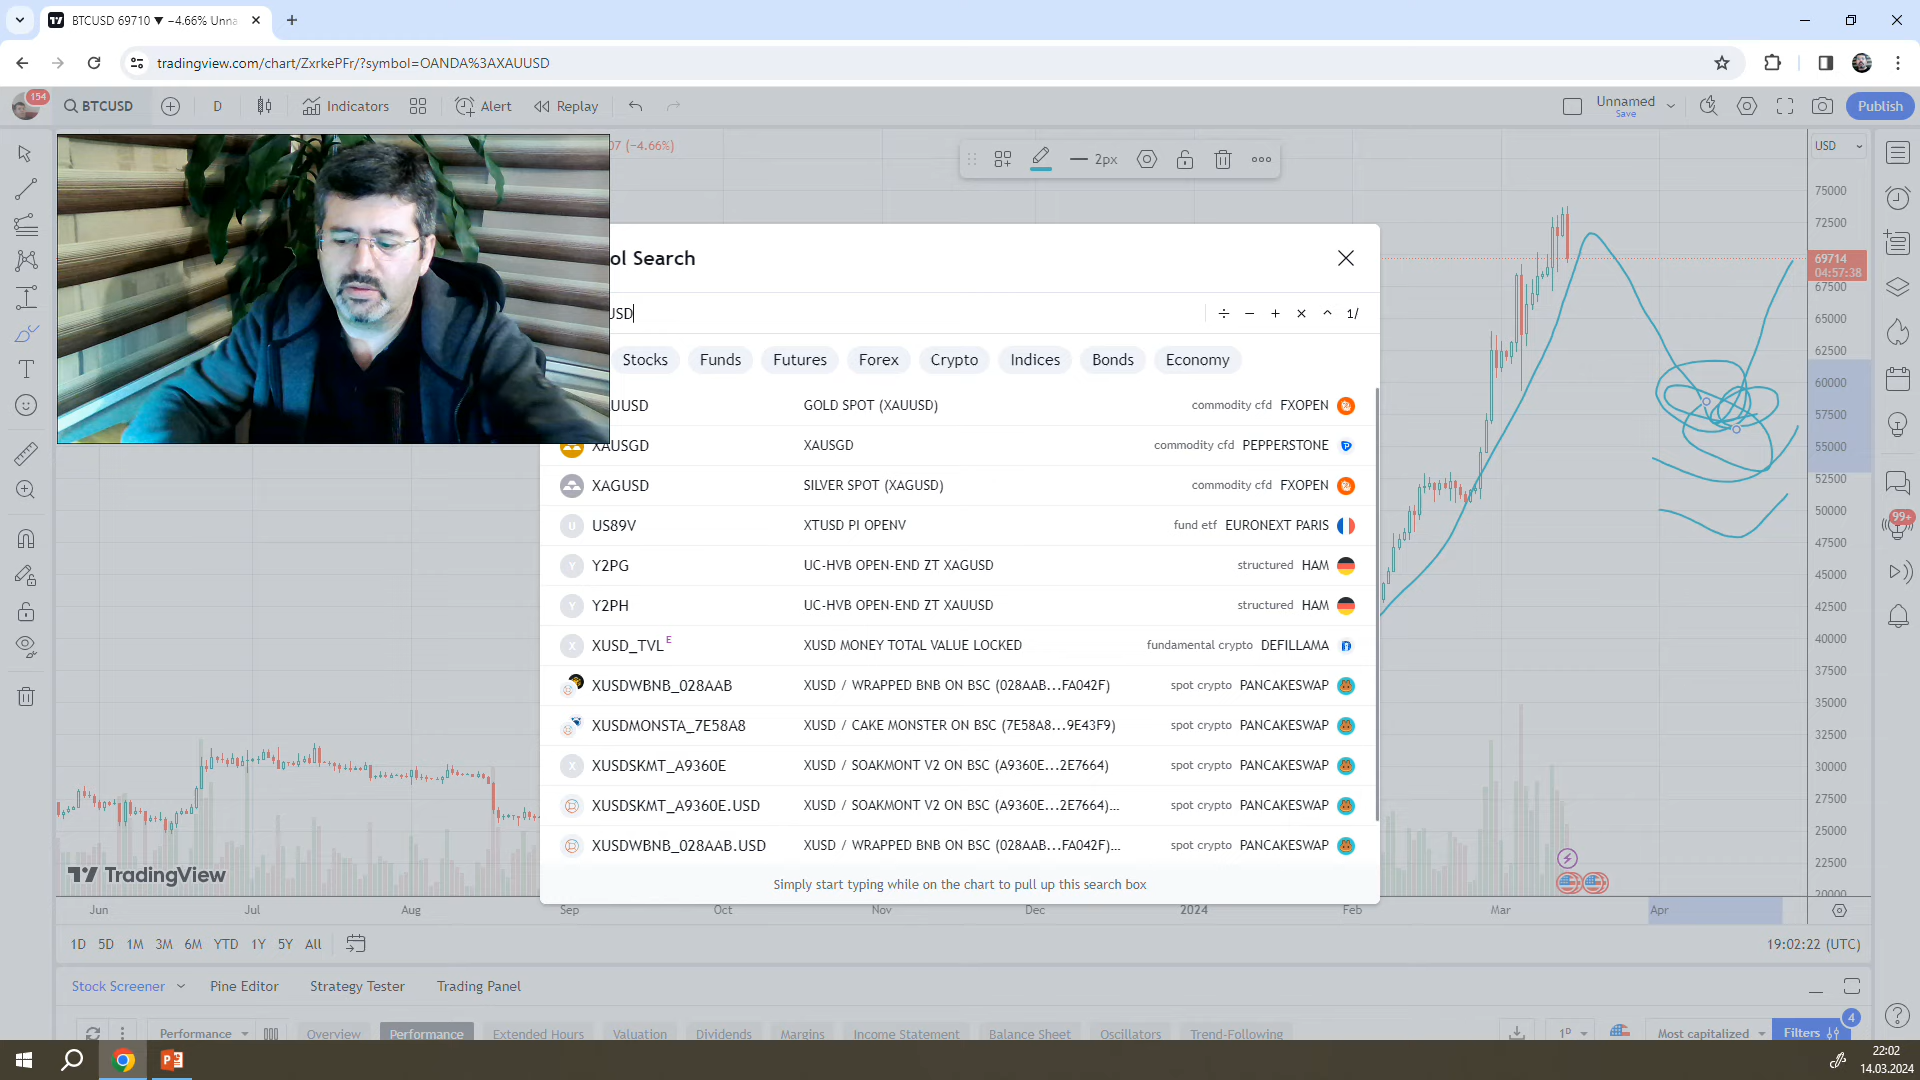 BTCUSD 69710 ▼ −4.66% Unna
tradingview.com/chart/ZxrkePFr/?symbol=OANDA%3AXAUUSD
154
BTCUSD
D
Indicators
Alert
Replay
Unnamed
Save
Publish
07 (−4.66%)
2px
USD
ol Search
USD
÷ − + × ^ 1/
Stocks
Funds
Futures
Forex
Crypto
Indices
Bonds
Economy
UUSD GOLD SPOT (XAUUSD) commodity cfd FXOPEN
XAUSGD XAUSGD commodity cfd PEPPERSTONE
XAGUSD SILVER SPOT (XAGUSD) commodity cfd FXOPEN
U US89V XTUSD PI OPENV fund etf EURONEXT PARIS
Y Y2PG UC-HVB OPEN-END ZT XAGUSD structured HAM
Y Y2PH UC-HVB OPEN-END ZT XAUUSD structured HAM
X XUSD_TVL E XUSD MONEY TOTAL VALUE LOCKED fundamental crypto DEFILLAMA
XUSDWBNB_028AAB XUSD / WRAPPED BNB ON BSC (028AAB...FA042F) spot crypto PANCAKESWAP
XUSDMONSTA_7E58A8 XUSD / CAKE MONSTER ON BSC (7E58A8...9E43F9) spot crypto PANCAKESWAP
X XUSDSKMT_A9360E XUSD / SOAKMONT V2 ON BSC (A9360E...2E7664) spot crypto PANCAKESWAP
XUSDSKMT_A9360E.USD XUSD / SOAKMONT V2 ON BSC (A9360E...2E7664)... spot crypto PANCAKESWAP
XUSDWBNB_028AAB.USD XUSD / WRAPPED BNB ON BSC (028AAB...FA042F)... spot crypto PANCAKESWAP
Simply start typing while on the chart to pull up this search box
75000
72500
69714
04:57:38
67500
65000
62500
60000
57500
55000
52500
50000
47500
45000
42500
40000
37500
35000
32500
30000
27500
25000
22500
20000
99+
TradingView
Jun Jul Aug Sep Oct Nov Dec 2024 Feb Mar Apr
1D 5D 1M 3M 6M YTD 1Y 5Y All
19:02:22 (UTC)
Stock Screener
Pine Editor
Strategy Tester
Trading Panel
4
Performance
Overview
Performance
Extended Hours
Valuation
Dividends
Margins
Income Statement
Balance Sheet
Oscillators
Trend-Following
1D
Most capitalized
Filters
22:02
14.03.2024